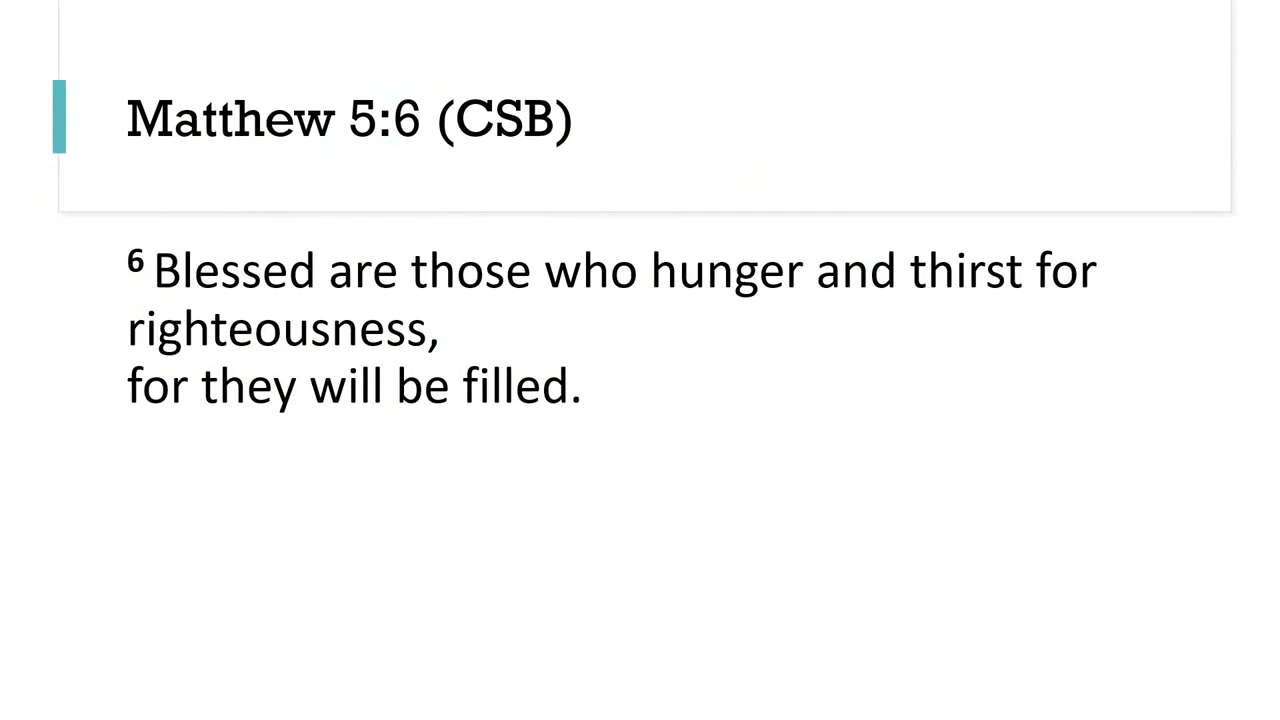 Matthew 5:6 (CSB)
6 Blessed are those who hunger and thirst for
righteousness,
for they will be filled.